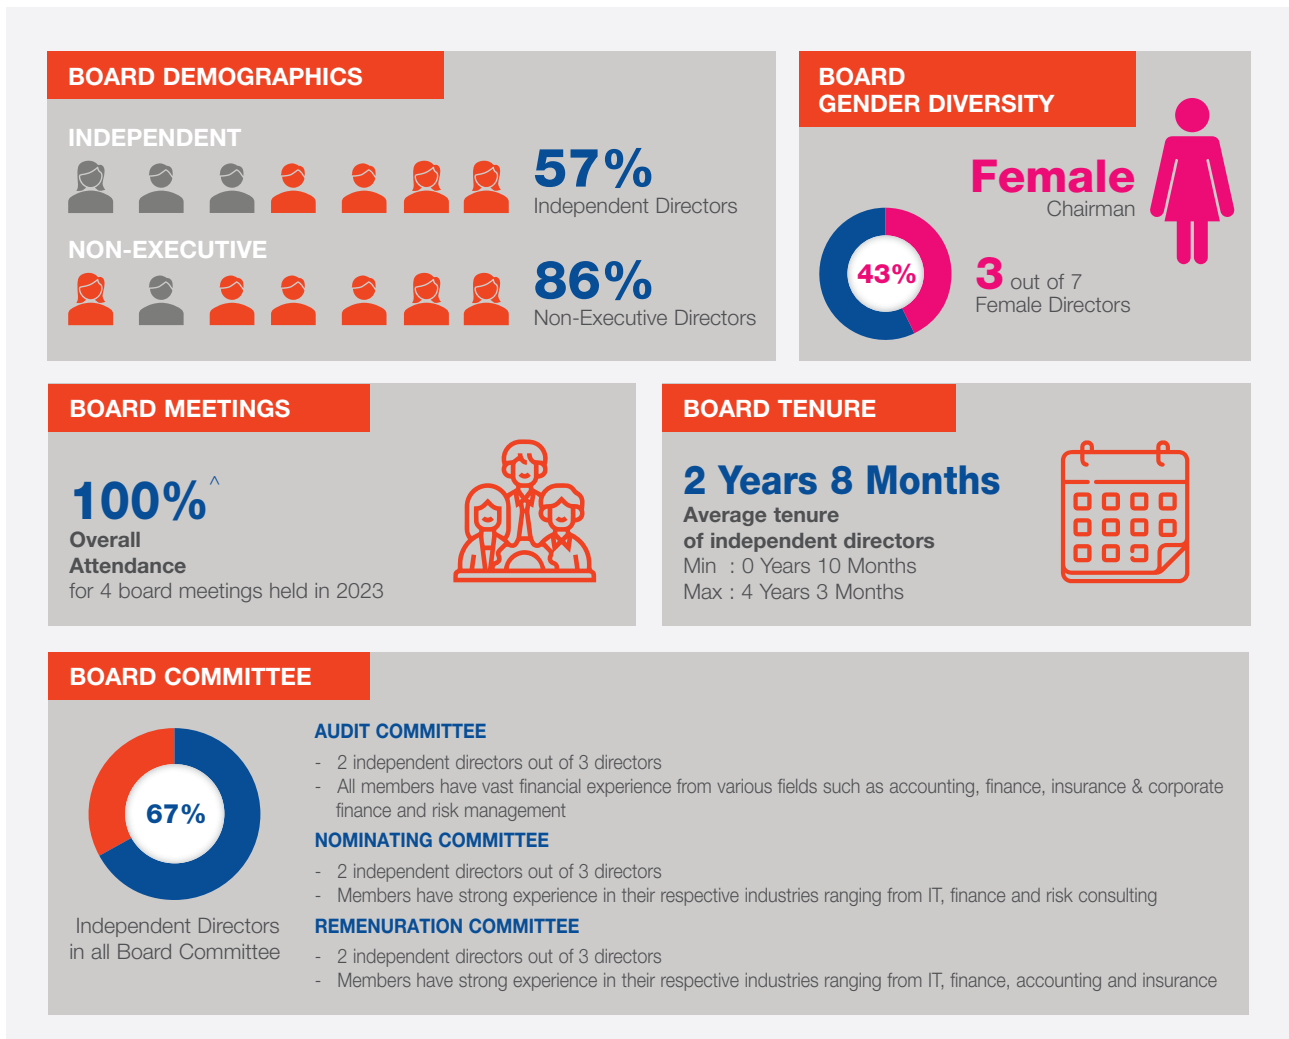 BOARD DEMOGRAPHICS
INDEPENDENT
57%
Independent Directors
NON-EXECUTIVE
86%
Non-Executive Directors
BOARD
GENDER DIVERSITY
Female
Chairman
43%
3 out of 7
Female Directors
BOARD MEETINGS
100%^
Overall
Attendance
for 4 board meetings held in 2023
BOARD TENURE
2 Years 8 Months
Average tenure
of independent directors
Min : 0 Years 10 Months
Max : 4 Years 3 Months
BOARD COMMITTEE
67%
Independent Directors
in all Board Committee
AUDIT COMMITTEE
- 2 independent directors out of 3 directors
- All members have vast financial experience from various fields such as accounting, finance, insurance & corporate
finance and risk management
NOMINATING COMMITTEE
- 2 independent directors out of 3 directors
- Members have strong experience in their respective industries ranging from IT, finance and risk consulting
REMENURATION COMMITTEE
- 2 independent directors out of 3 directors
- Members have strong experience in their respective industries ranging from IT, finance, accounting and insurance